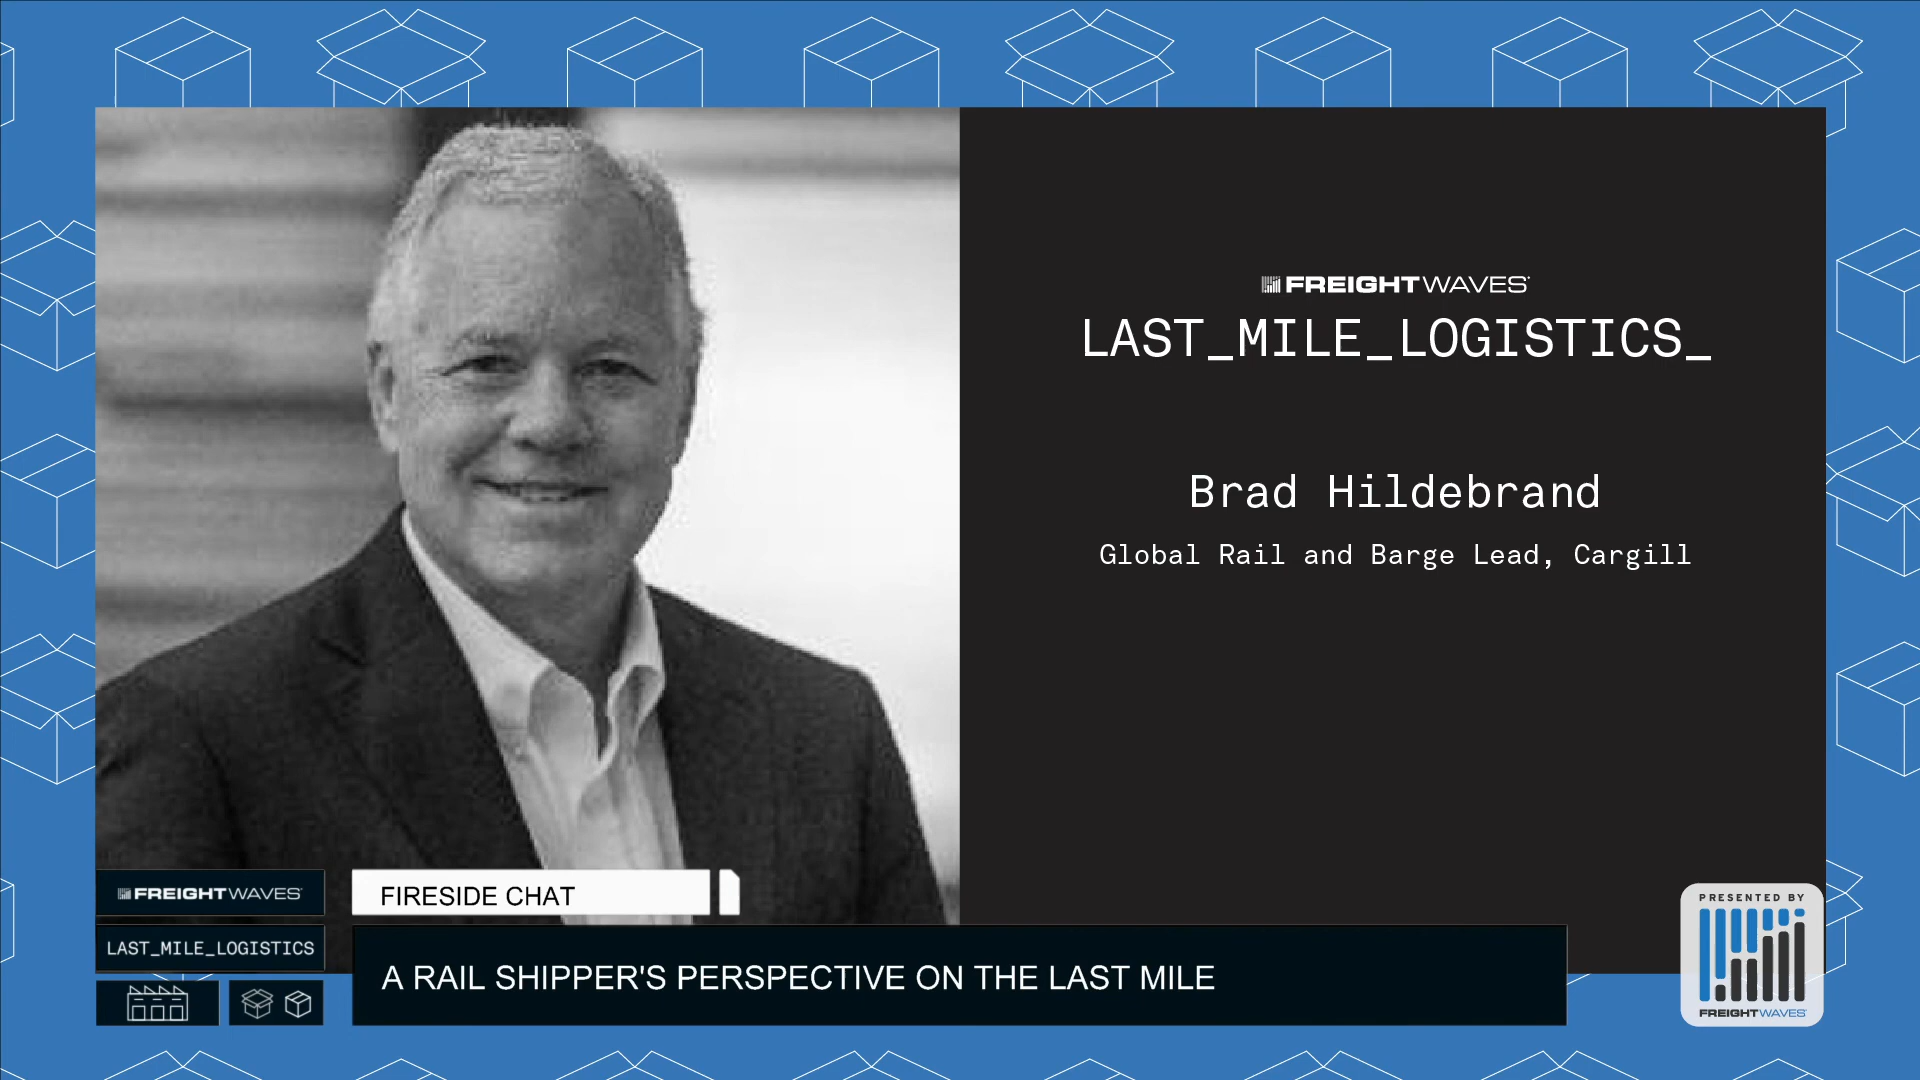 FREIGHTWAVES
LAST_MILE_LOGISTICS_
Brad Hildebrand
Global Rail and Barge Lead, Cargill
FREIGHTWAVES
FIRESIDE CHAT
LAST_MILE_LOGISTICS
A RAIL SHIPPER'S PERSPECTIVE ON THE LAST MILE
PRESENTED BY
FREIGHTWAVES